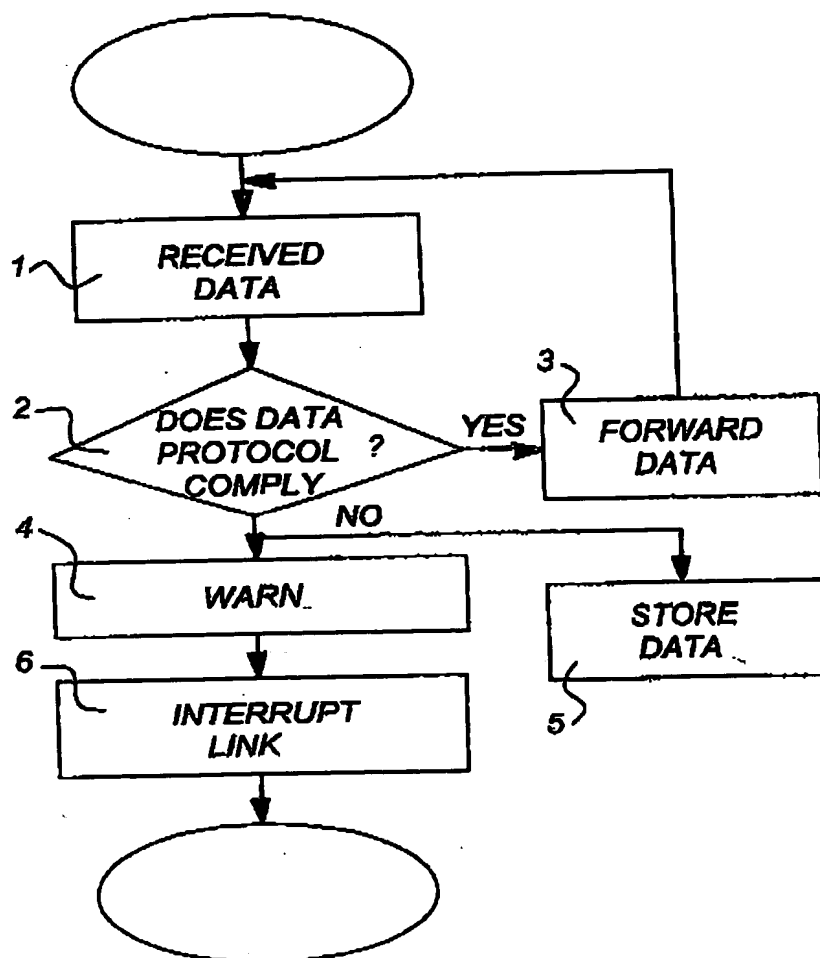 1
RECEIVED
DATA
2
DOES DATA
PROTOCOL ?
COMPLY
YES
3
FORWARD
DATA
NO
4
WARN
STORE
DATA
5
6
INTERRUPT
LINK